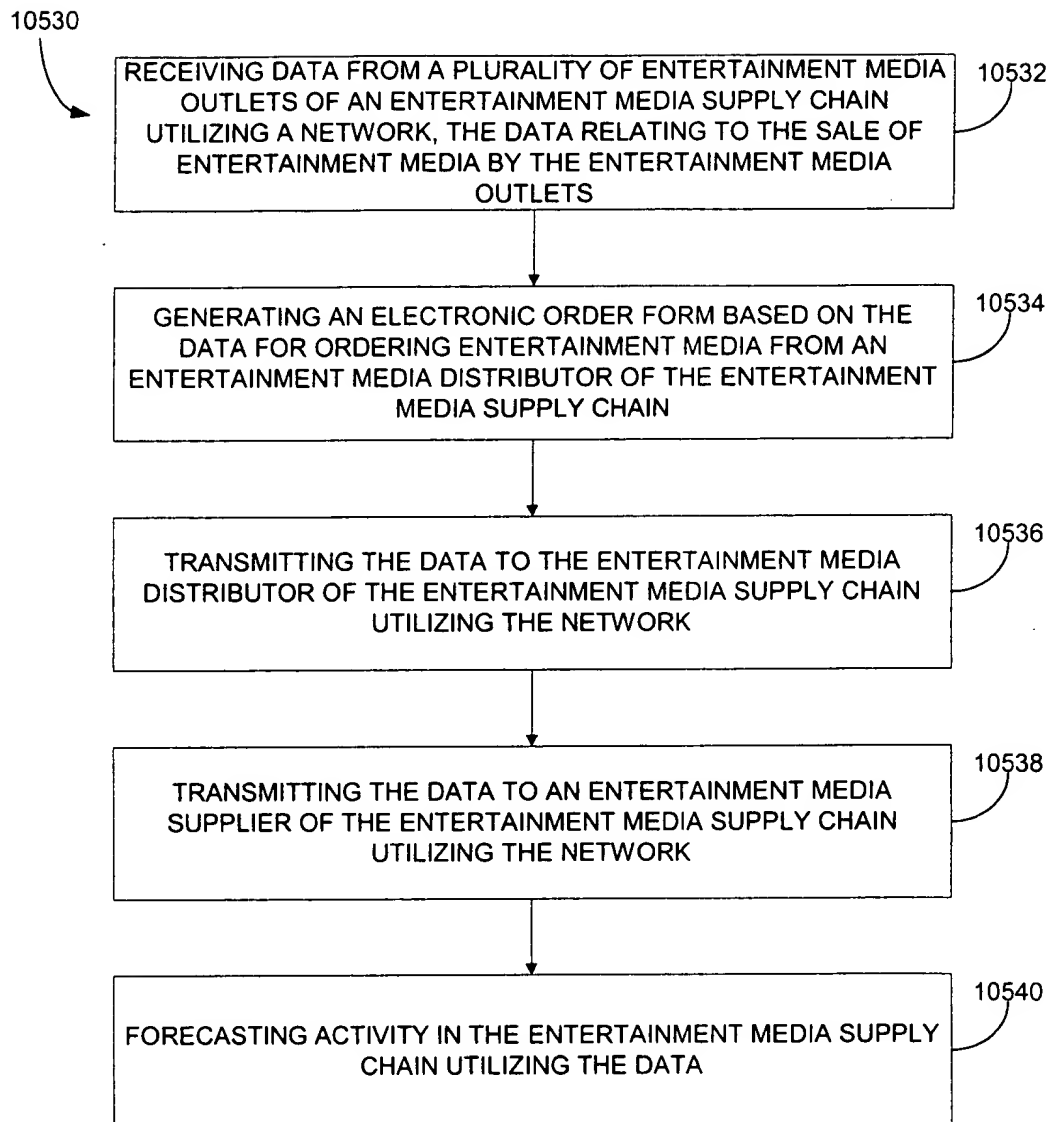 10530
RECEIVING DATA FROM A PLURALITY OF ENTERTAINMENT MEDIA
OUTLETS OF AN ENTERTAINMENT MEDIA SUPPLY CHAIN
UTILIZING A NETWORK, THE DATA RELATING TO THE SALE OF
ENTERTAINMENT MEDIA BY THE ENTERTAINMENT MEDIA
OUTLETS
10532
GENERATING AN ELECTRONIC ORDER FORM BASED ON THE
DATA FOR ORDERING ENTERTAINMENT MEDIA FROM AN
ENTERTAINMENT MEDIA DISTRIBUTOR OF THE ENTERTAINMENT
MEDIA SUPPLY CHAIN
10534
TRANSMITTING THE DATA TO THE ENTERTAINMENT MEDIA
DISTRIBUTOR OF THE ENTERTAINMENT MEDIA SUPPLY CHAIN
UTILIZING THE NETWORK
10536
TRANSMITTING THE DATA TO AN ENTERTAINMENT MEDIA
SUPPLIER OF THE ENTERTAINMENT MEDIA SUPPLY CHAIN
UTILIZING THE NETWORK
10538
FORECASTING ACTIVITY IN THE ENTERTAINMENT MEDIA SUPPLY
CHAIN UTILIZING THE DATA
10540